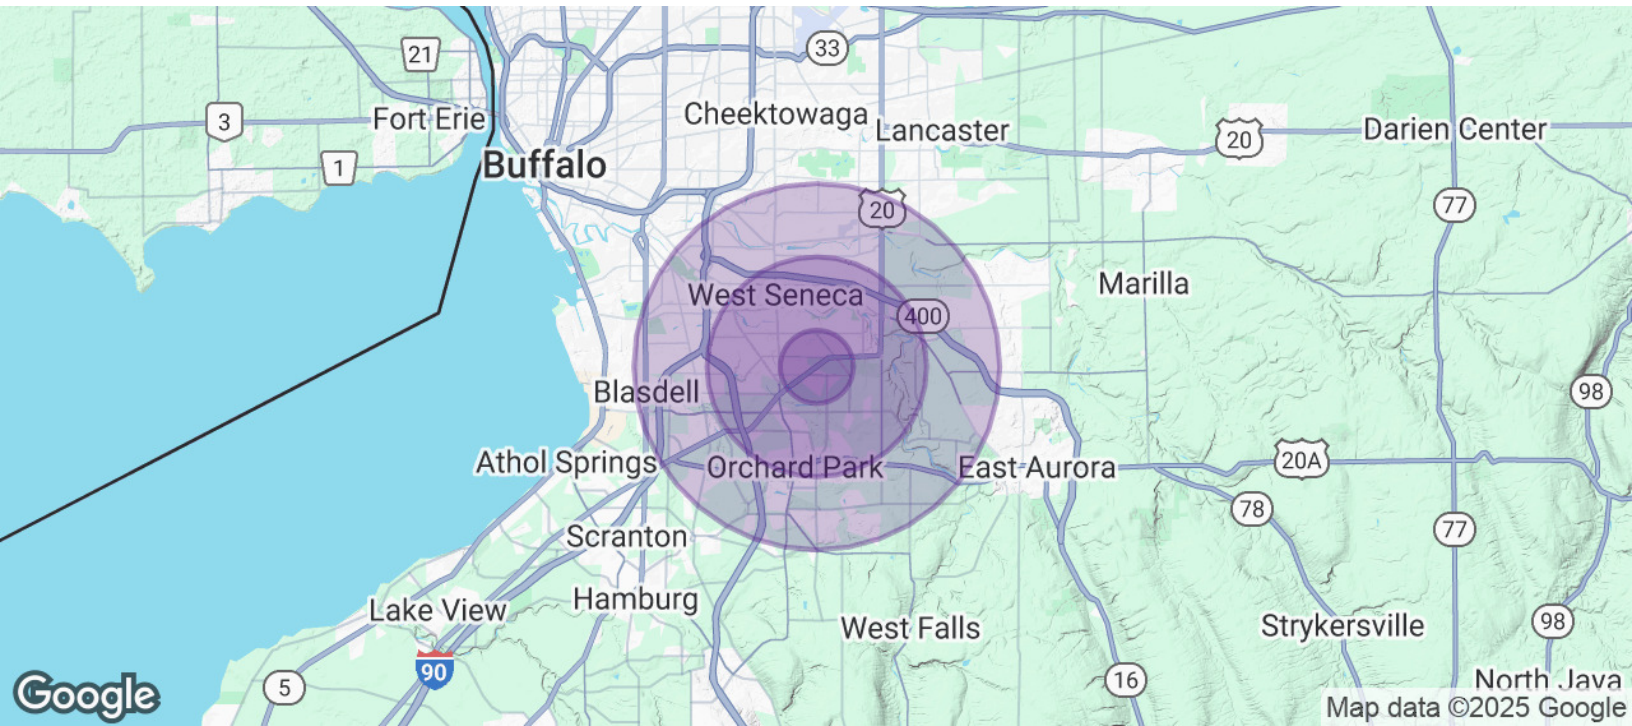 33
21
Cheektowaga
Fort Erie
3
Lancaster
Darien Center
20
Buffalo
1
77
20
Marilla
West Seneca
400
Blasdell
98
Athol Springs
Orchard Park
East Aurora
20A
78
Scranton
77
Hamburg
Lake View
West Falls
Strykersville
98
90
5
16
North Java
Google
Map data ©2025 Google